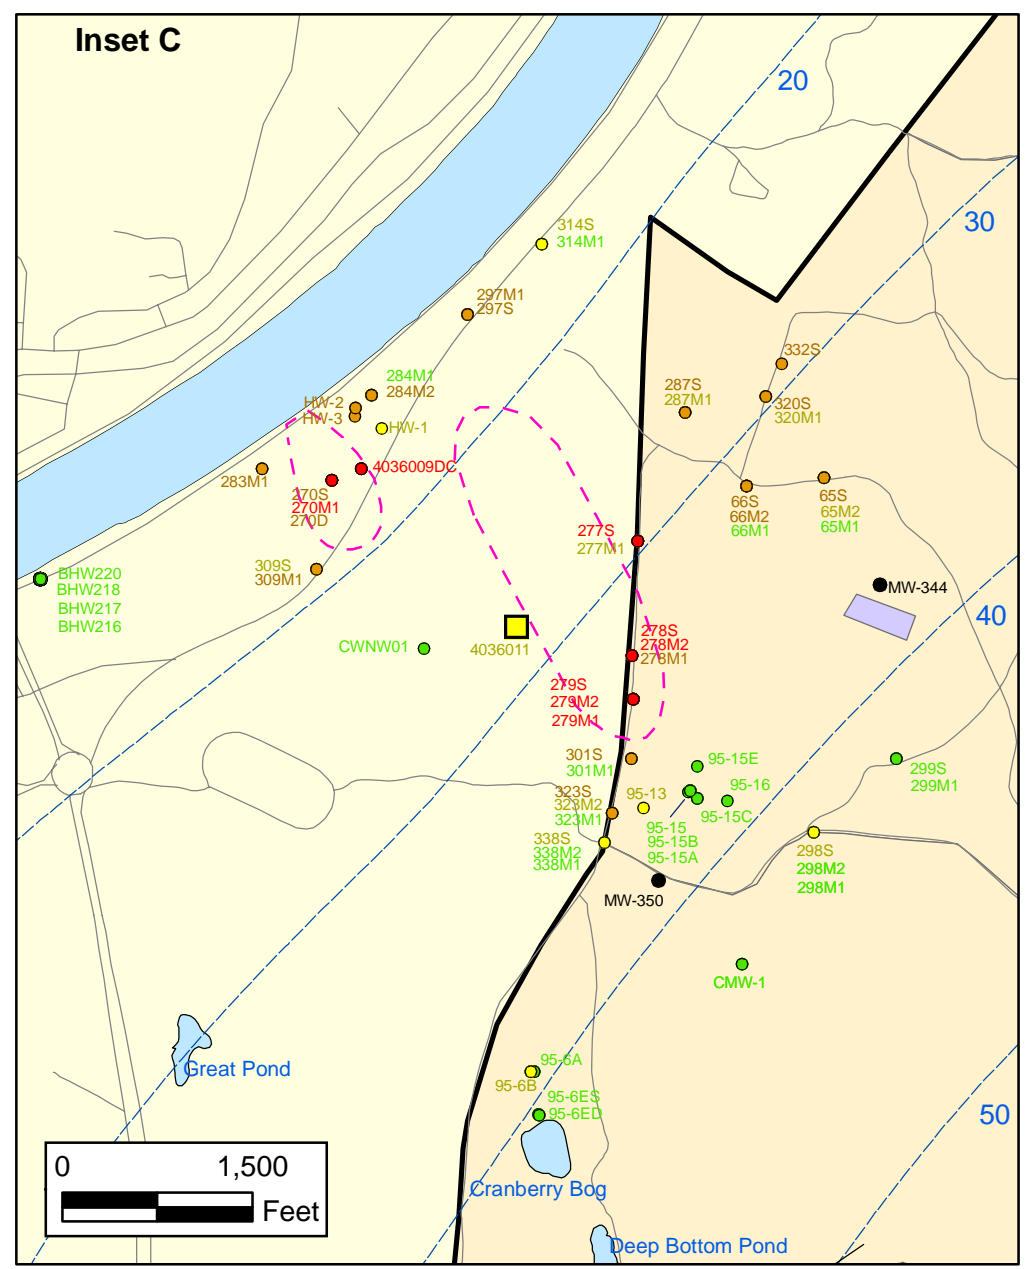 Inset C
20
30
314S
314M1
297M1
297S
332S
284M1
284M2
287S
287M1
HW-2
HW-3
HW-1
320S
320M1
4036009DC
283M1
270S
270M1
270D
65S
65M2
65M1
66S
66M2
66M1
277S
277M1
309S
309M1
BHW220
BHW218
BHW217
BHW216
MW-344
40
CWNW01
4036011
278S
278M2
278M1
279S
279M2
279M1
301S
301M1
95-15E
299S
299M1
95-16
323S
323M2
323M1
95-13
95-15C
95-15
95-15B
95-15A
338S
338M2
338M1
298S
298M2
298M1
MW-350
CMW-1
Great Pond
95-6A
95-6B
95-6ES
95-6ED
50
0 1,500
Feet
Cranberry Bog
Deep Bottom Pond